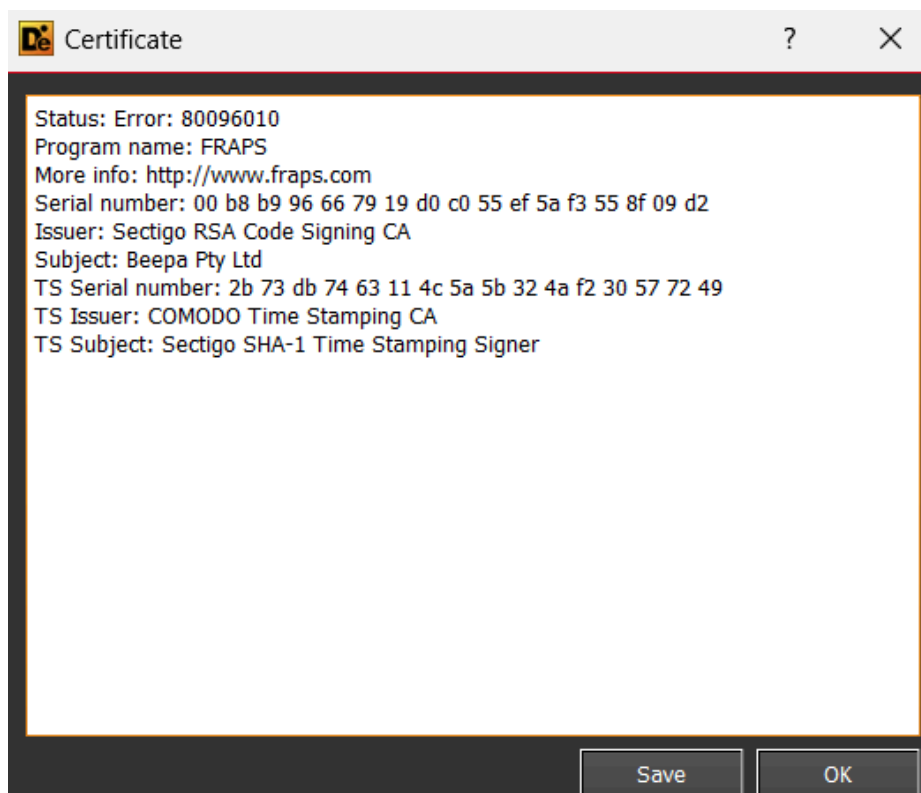 De Certificate ? ✕
Status: Error: 80096010
Program name: FRAPS
More info: http://www.fraps.com
Serial number: 00 b8 b9 96 66 79 19 d0 c0 55 ef 5a f3 55 8f 09 d2
Issuer: Sectigo RSA Code Signing CA
Subject: Beepa Pty Ltd
TS Serial number: 2b 73 db 74 63 11 4c 5a 5b 32 4a f2 30 57 72 49
TS Issuer: COMODO Time Stamping CA
TS Subject: Sectigo SHA-1 Time Stamping Signer
Save OK